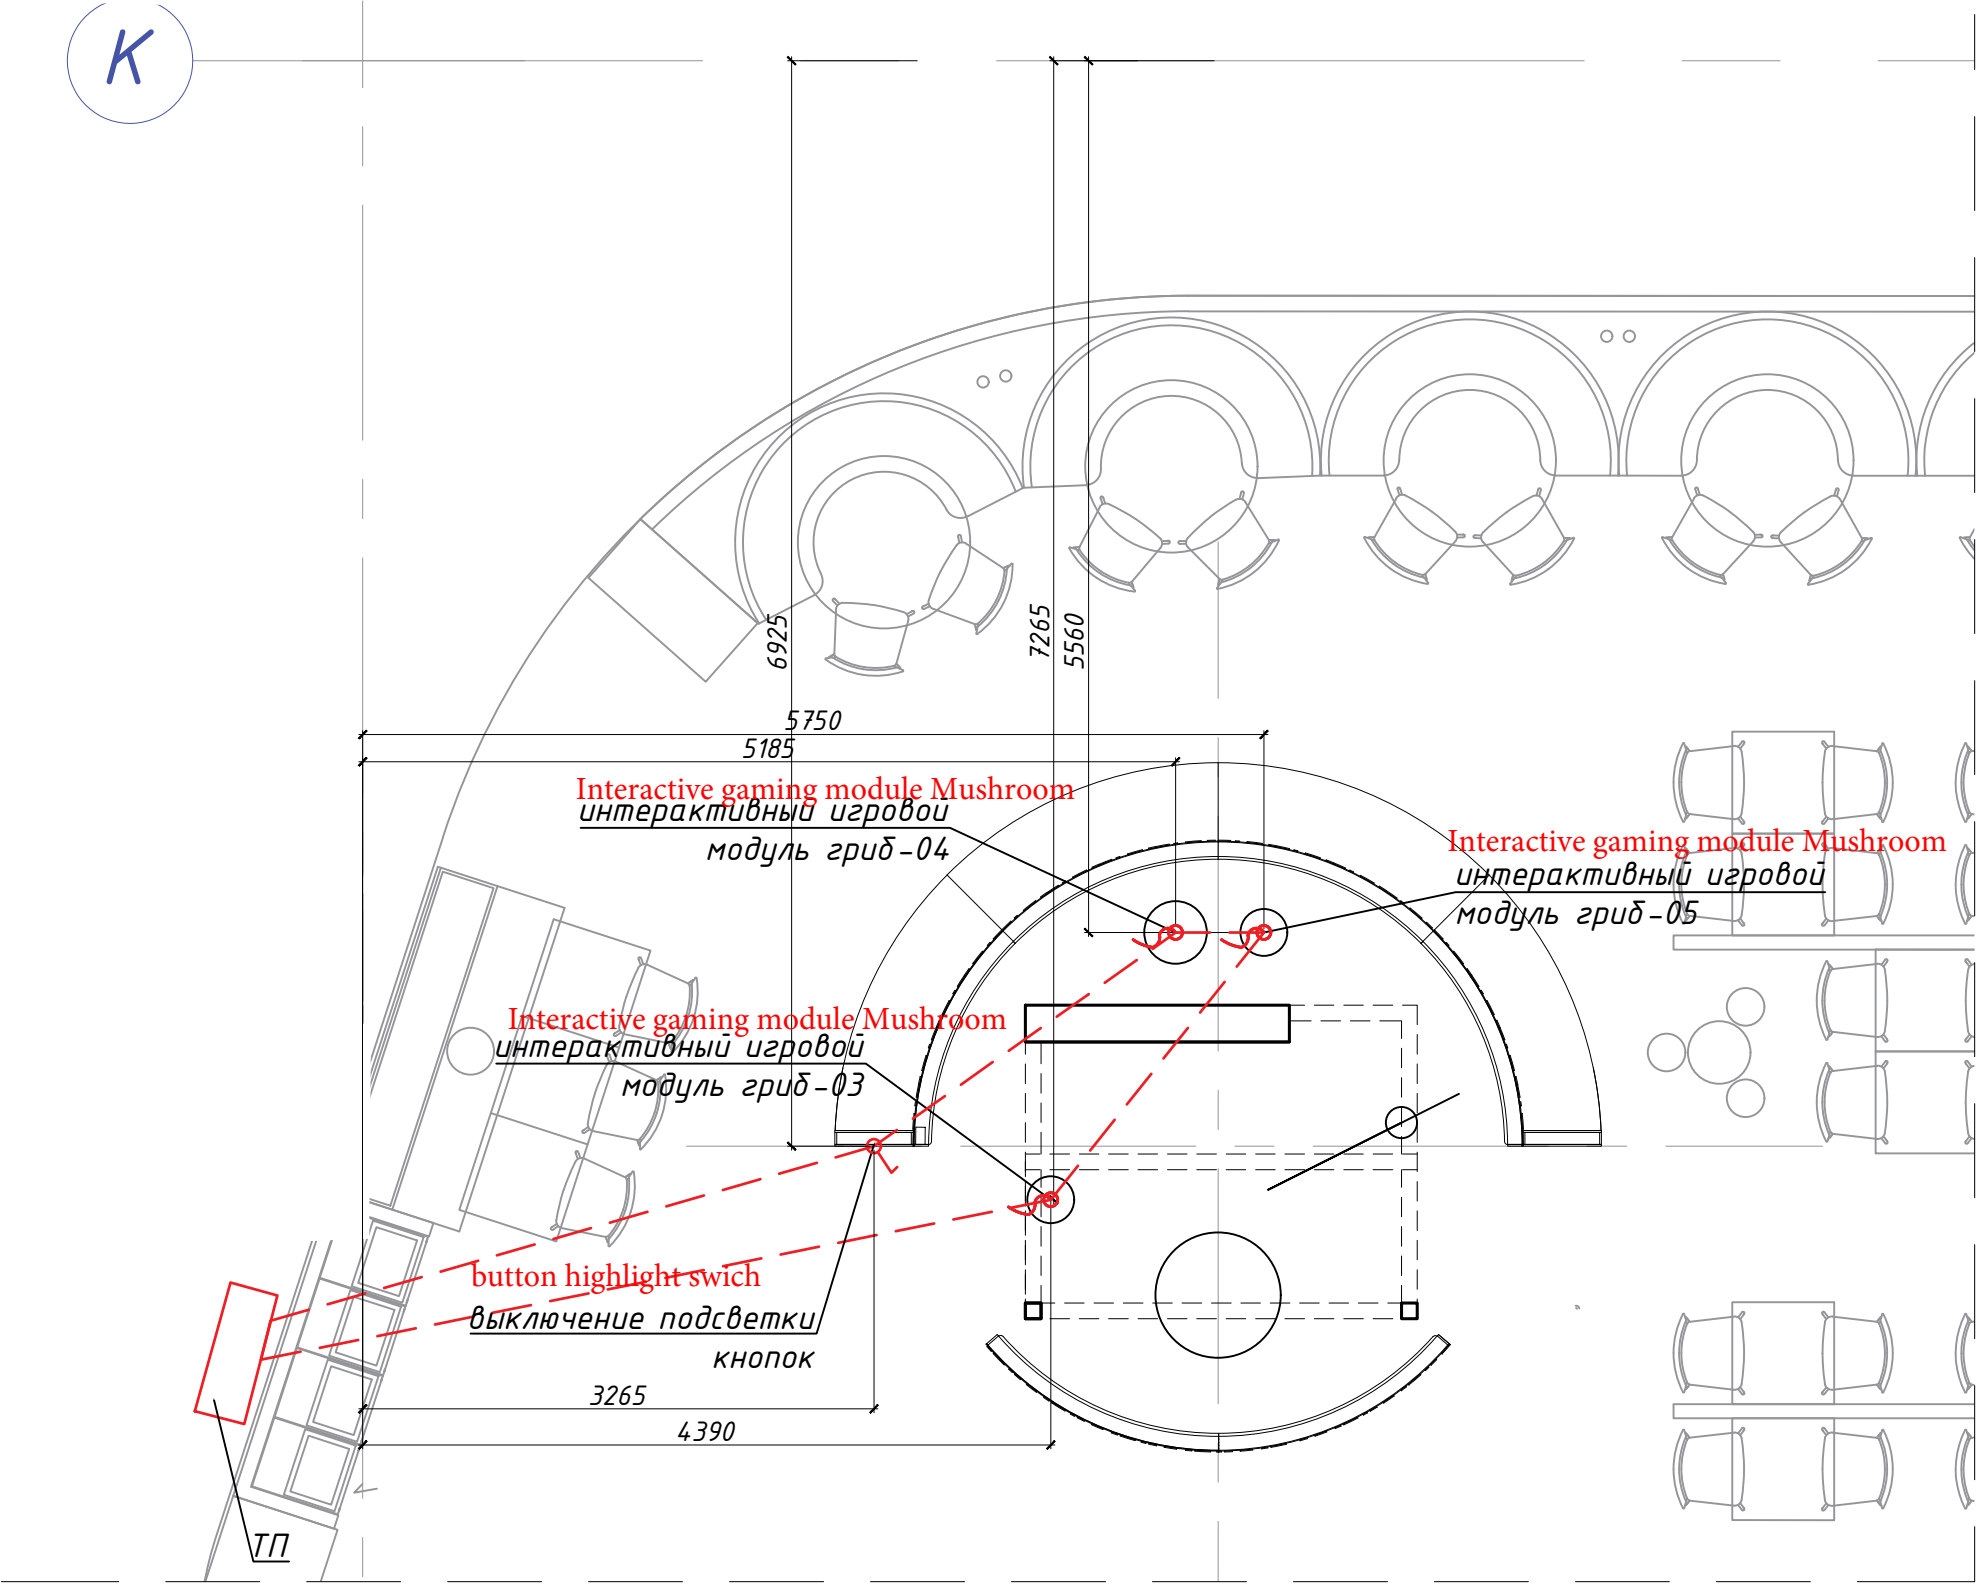 К
6925
7265
5560
5750
5185
Interactive gaming module Mushroom
интерактивный игровой
модуль гриб-04
Interactive gaming module Mushroom
интерактивный игровой
модуль гриб-05
Interactive gaming module Mushroom
интерактивный игровой
модуль гриб-03
button highlight swich
выключение подсветки
кнопок
3265
4390
ТП